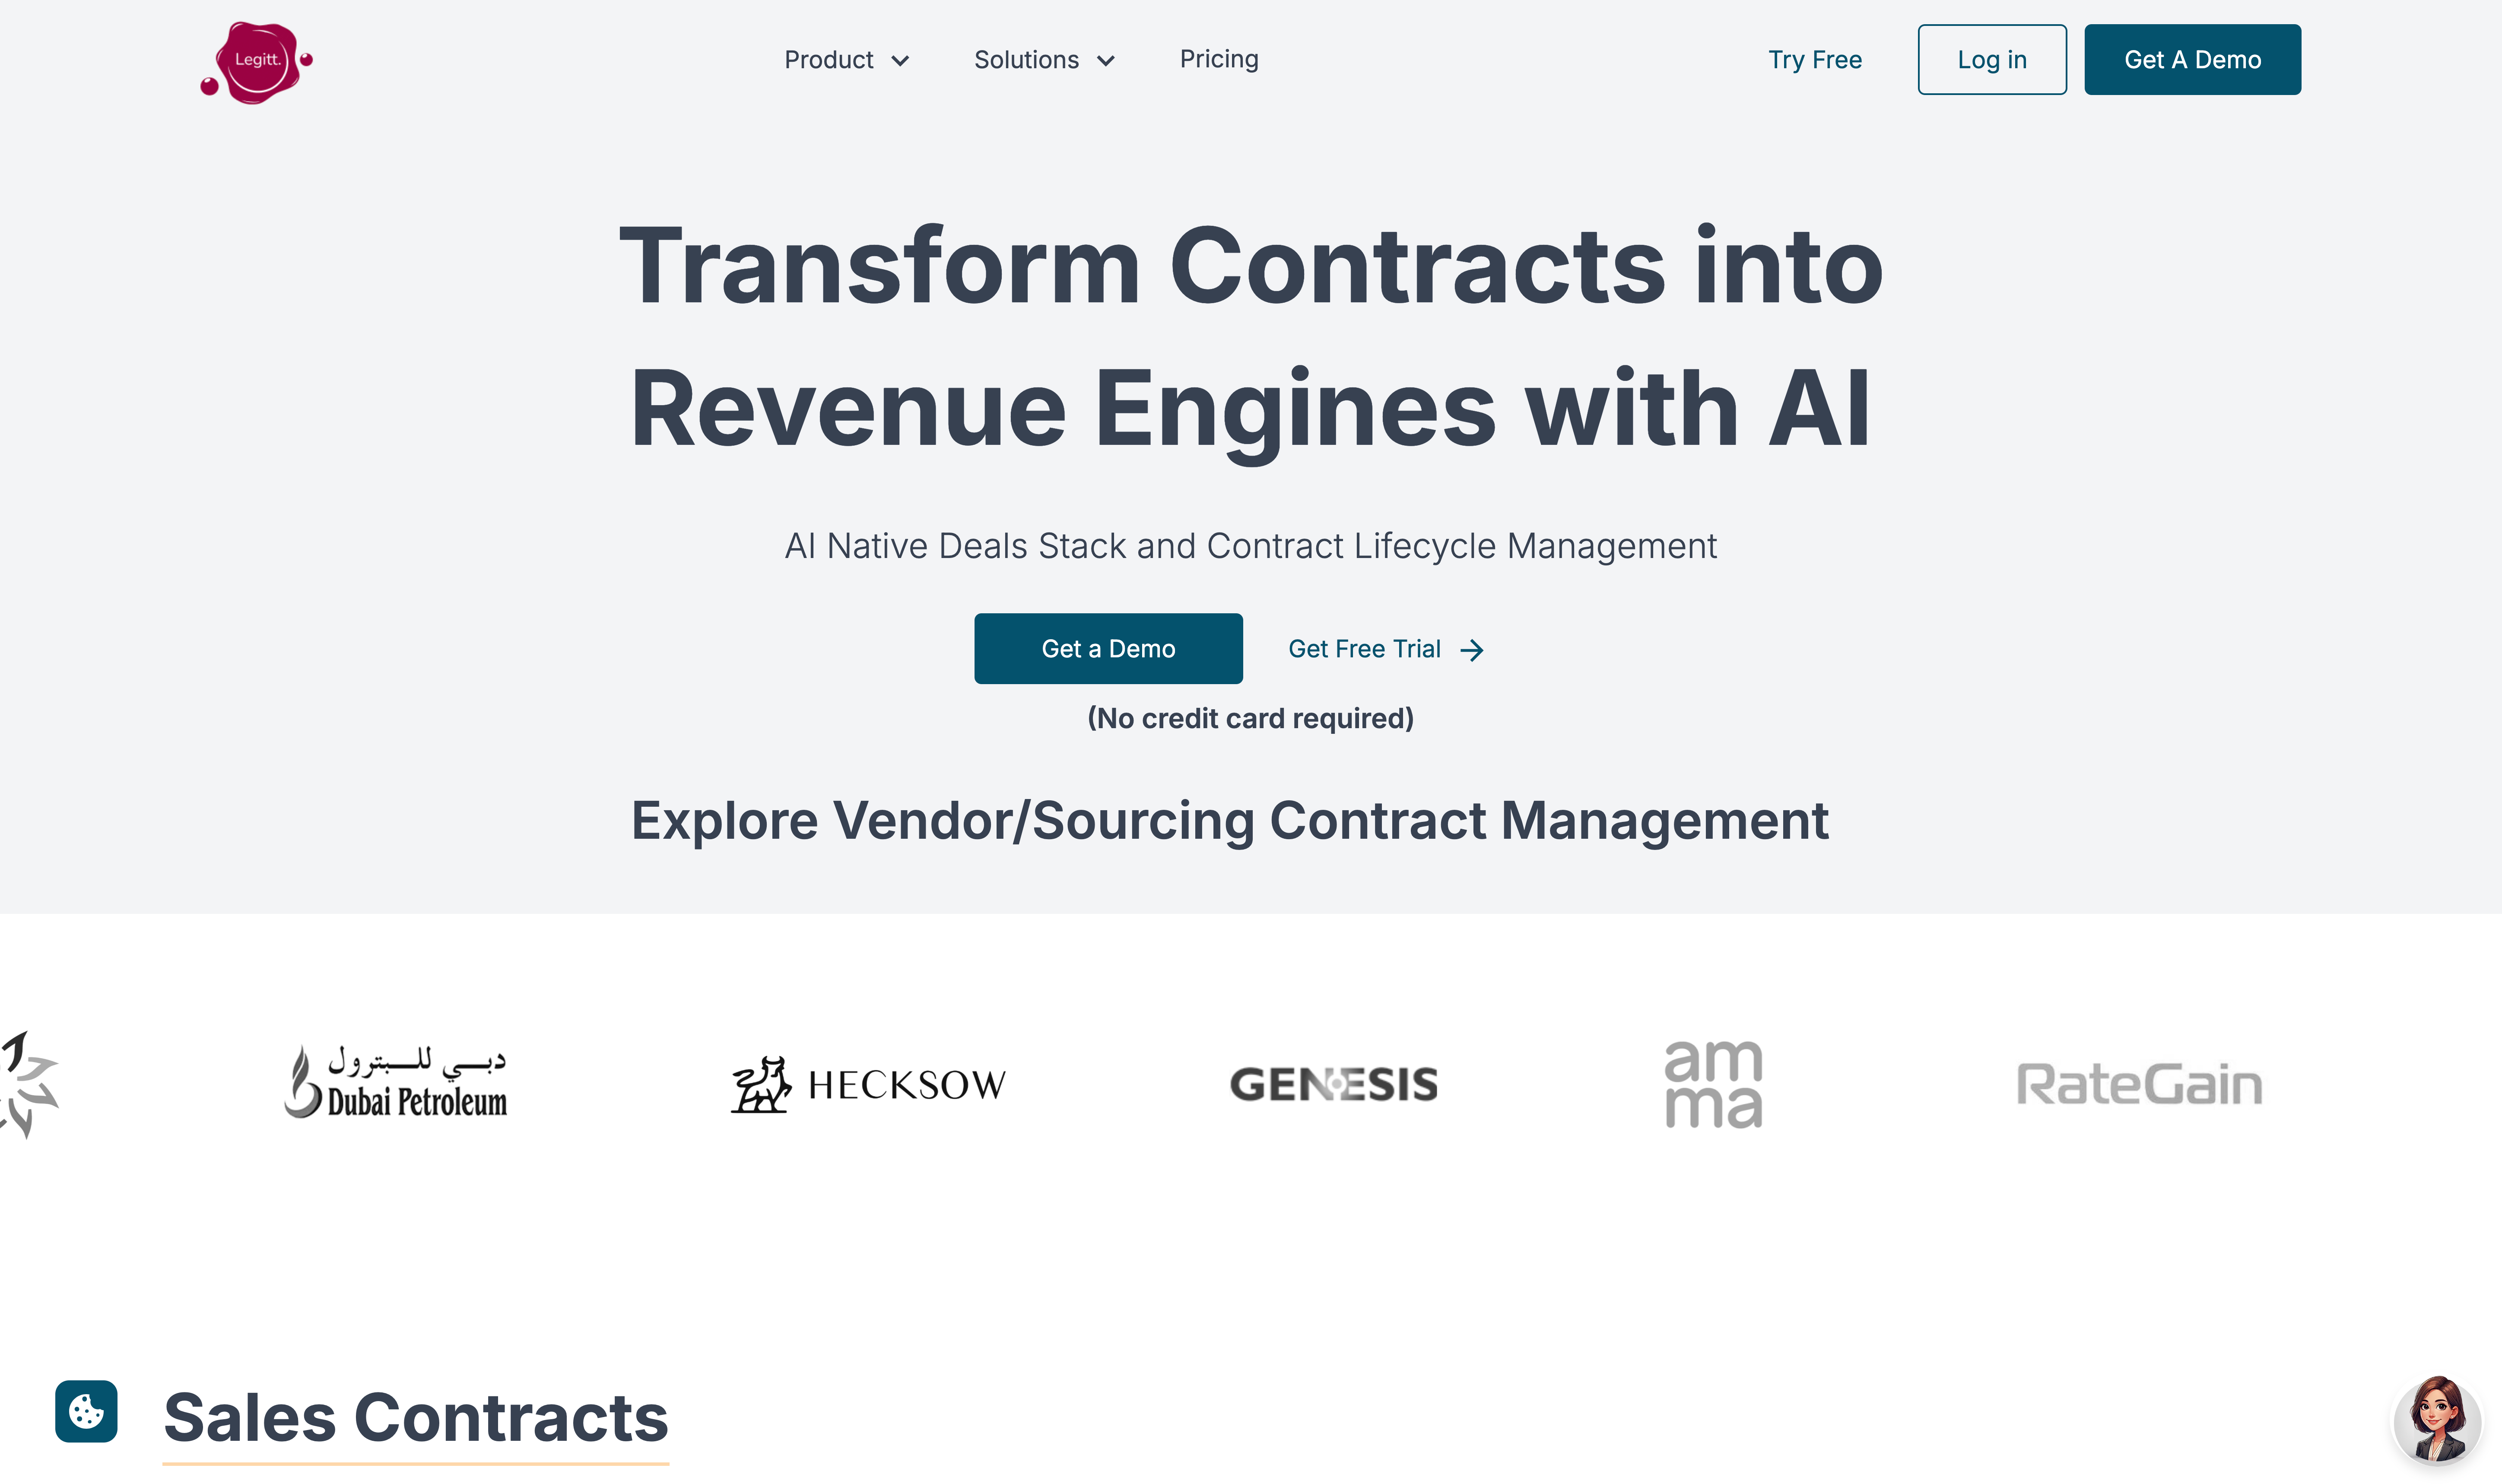 Legitt.
Product
Solutions
Pricing
Try Free
Log in
Get A Demo
Transform Contracts into
Revenue Engines with AI
AI Native Deals Stack and Contract Lifecycle Management
Get a Demo
Get Free Trial
(No credit card required)
Explore Vendor/Sourcing Contract Management
دبي للبترول
Dubai Petroleum
HECKSOW
GENESIS
am
ma
RateGain
Sales Contracts